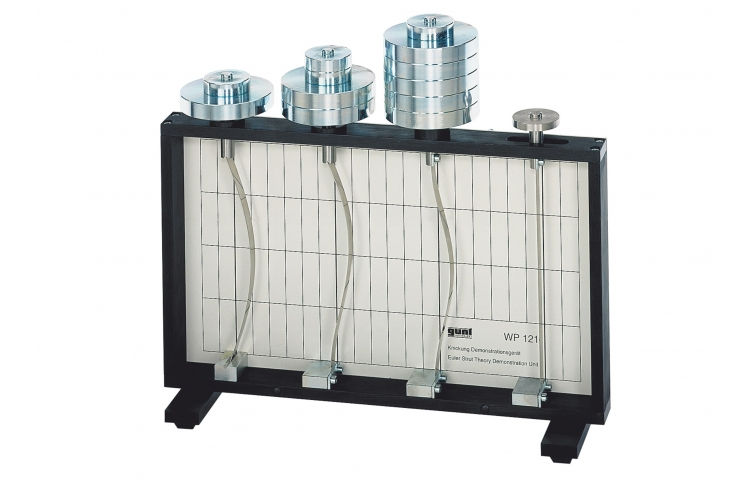 gunt
WP 121
Knickung Demonstrationsgerät
Euler Strut Theory Demonstration Unit